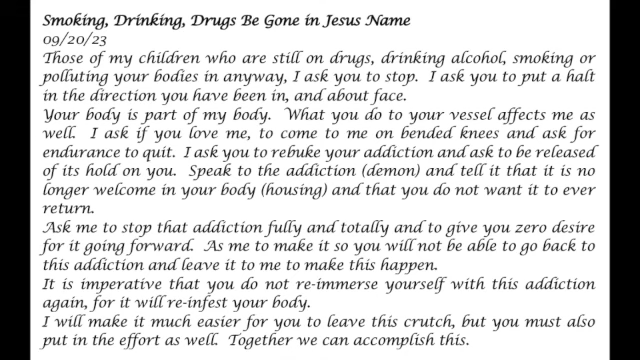 Smoking, Drinking, Drugs Be Gone in Jesus Name
09/20/23
Those of my children who are still on drugs, drinking alcohol, smoking or
polluting your bodies in anyway, I ask you to stop. I ask you to put a halt
in the direction you have been in, and about face.
Your body is part of my body. What you do to your vessel affects me as
well. I ask if you love me, to come to me on bended knees and ask for
endurance to quit. I ask you to rebuke your addiction and ask to be released
of its hold on you. Speak to the addiction (demon) and tell it that it is no
longer welcome in your body (housing) and that you do not want it to ever
return.
Ask me to stop that addiction fully and totally and to give you zero desire
for it going forward. As me to make it so you will not be able to go back to
this addiction and leave it to me to make this happen.
It is imperative that you do not re-immerse yourself with this addiction
again, for it will re-infest your body.
I will make it much easier for you to leave this crutch, but you must also
put in the effort as well. Together we can accomplish this.